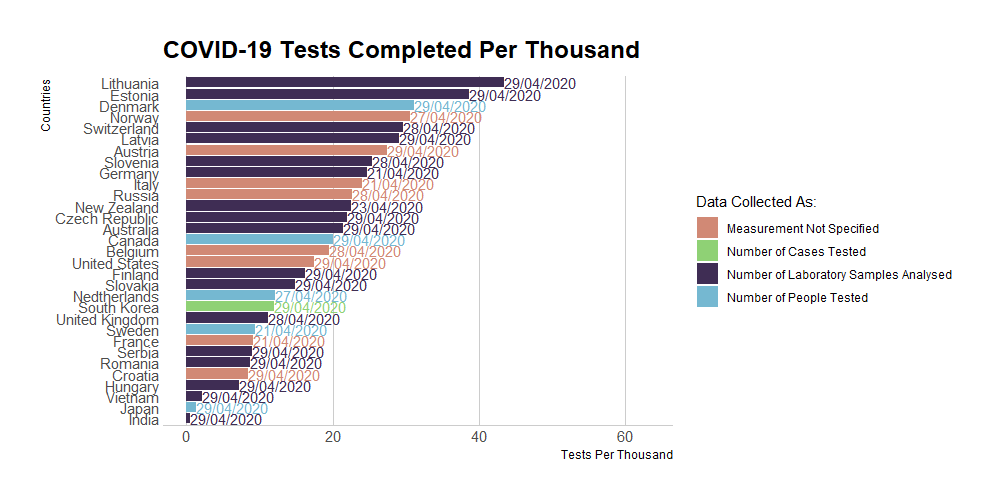 COVID-19 Tests Completed Per Thousand
Countries
Lithuania 29/04/2020
Estonia 29/04/2020
Denmark 29/04/2020
Norway 27/04/2020
Switzerland 28/04/2020
Latvia 29/04/2020
Austria 29/04/2020
Slovenia 28/04/2020
Germany 21/04/2020
Italy 21/04/2020
Russia 28/04/2020
New Zealand 23/04/2020
Czech Republic 29/04/2020
Australia 29/04/2020
Canada 29/04/2020
Belgium 28/04/2020
United States 29/04/2020
Finland 29/04/2020
Slovakia 29/04/2020
Nedtherlands 27/04/2020
South Korea 29/04/2020
United Kingdom 28/04/2020
Sweden 21/04/2020
France 21/04/2020
Serbia 29/04/2020
Romania 29/04/2020
Croatia 29/04/2020
Hungary 29/04/2020
Vietnam 29/04/2020
Japan 29/04/2020
India 29/04/2020
0 20 40 60
Tests Per Thousand
Data Collected As:
Measurement Not Specified
Number of Cases Tested
Number of Laboratory Samples Analysed
Number of People Tested